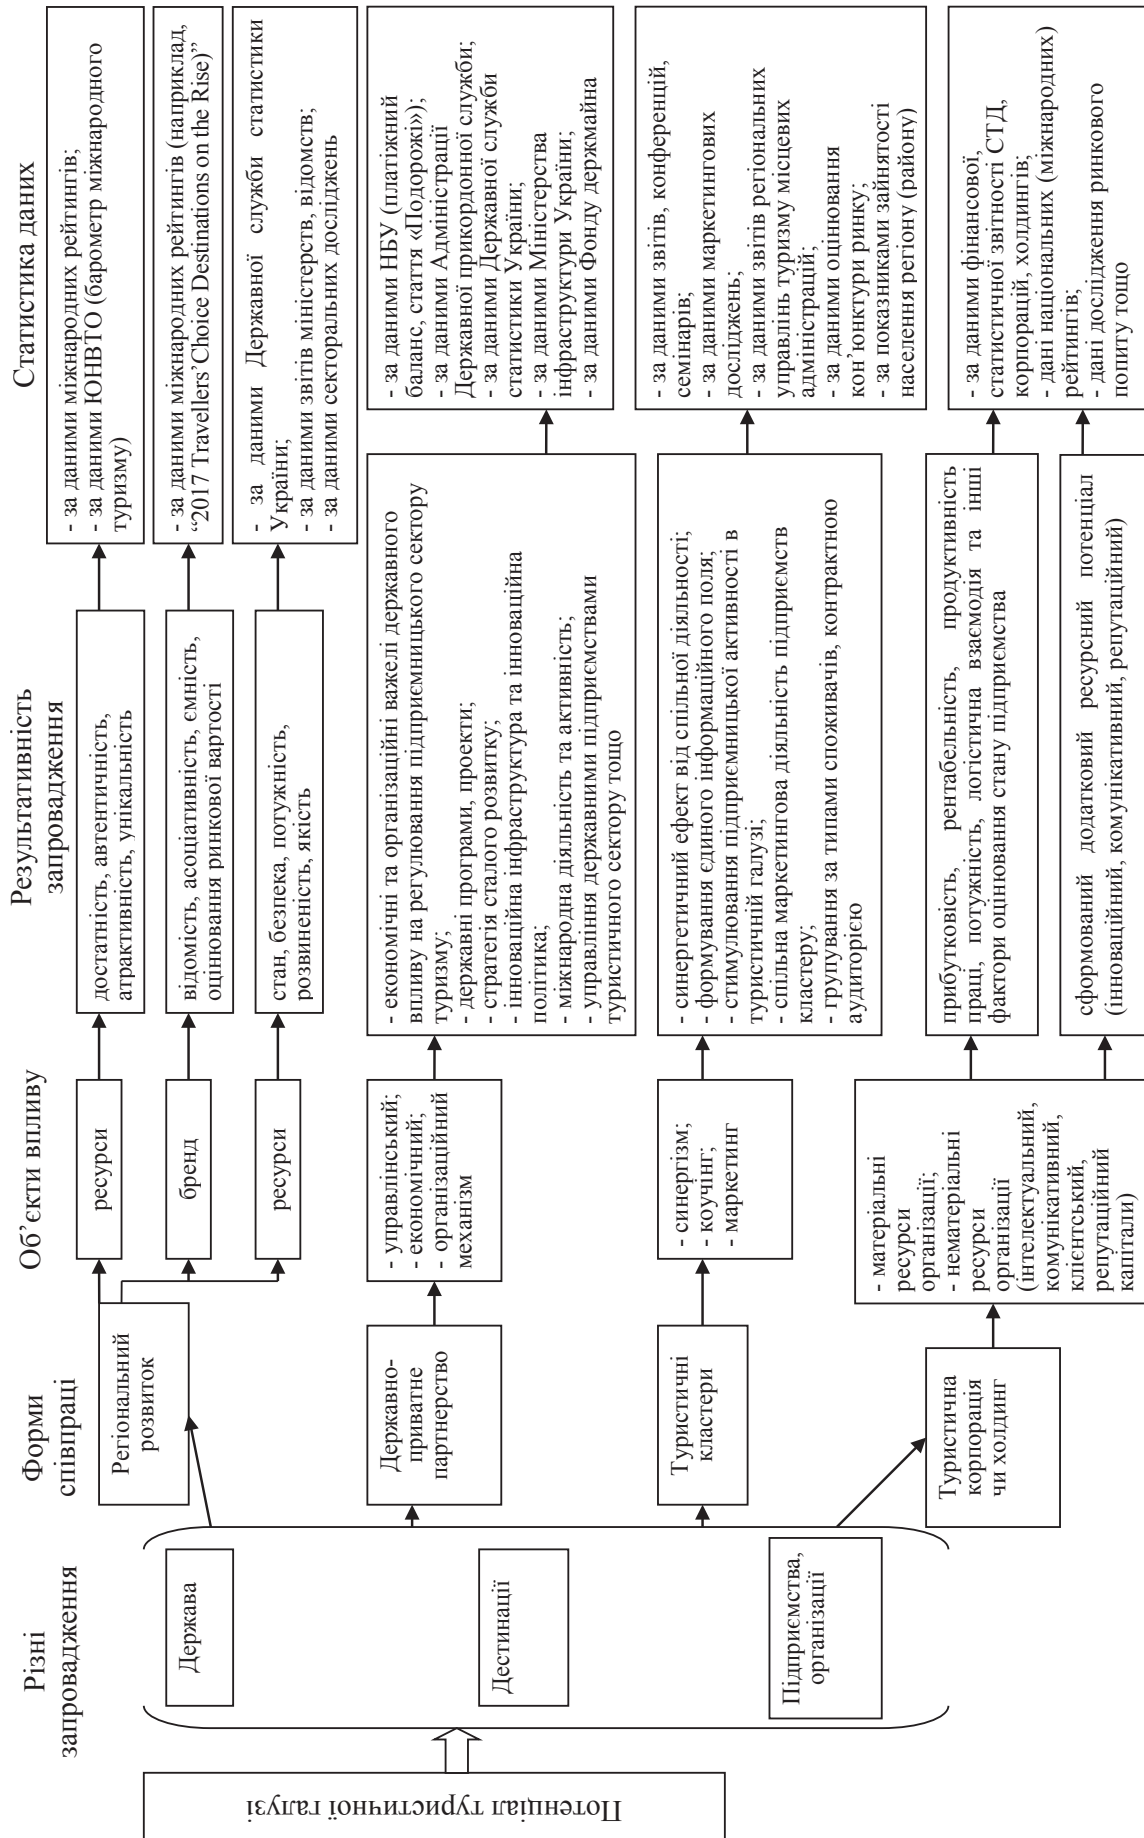 Різні
запровадження
Форми
співпраці
Об’єкти впливу
Результативність
запровадження
Статистика даних
Потенціал туристичної галузі
Держава
Дестинації
Підприємства,
організації
Регіональний
розвиток
ресурси
достатність, автентичність,
атрактивність, унікальність
- за даними міжнародних рейтингів;
- за даними ЮНВТО (барометр міжнародного
туризму)
бренд
відомість, асоціативність, ємність,
оцінювання ринкової вартості
- за даними міжнародних рейтингів (наприклад,
“2017 Travellers’ Choice Destinations on the Rise)”
ресурси
стан, безпека, потужність,
розвиненість, якість
- за даними Державної служби статистики
України;
- за даними звітів міністерств, відомств;
- за даними секторальних досліджень
Державно-
приватне
партнерство
- управлінський;
- економічний;
- організаційний
механізм
- економічні та організаційні важелі державного
впливу на регулювання підприємницького сектору
туризму;
- державні програми, проекти;
- стратегія сталого розвитку;
- інноваційна інфраструктура та інноваційна
політика;
- міжнародна діяльність та активність;
- управління державними підприємствами
туристичного сектору тощо
- за даними НБУ (платіжний
баланс, стаття «Подорожі»);
- за даними Адміністрації
Державної прикордонної служби;
- за даними Державної служби
статистики України;
- за даними Міністерства
інфраструктури України;
- за даними Фонду держмайна
Туристичні
кластери
- синергізм;
- коучінг;
- маркетинг
- синергетичний ефект від спільної діяльності;
- формування єдиного інформаційного поля;
- стимулювання підприємницької активності в
туристичній галузі;
- спільна маркетингова діяльність підприємств
кластеру;
- групування за типами споживачів, контрактною
аудиторією
- за даними звітів, конференцій,
семінарів;
- за даними маркетингових
досліджень;
- за даними звітів регіональних
управлінь туризму місцевих
адміністрацій;
- за даними оцінювання
кон’юнктури ринку;
- за показниками зайнятості
населення регіону (району)
Туристична
корпорація
чи холдинг
- матеріальні
ресурси
організації;
- нематеріальні
ресурси
організації
(інтелектуальний,
комунікативний,
клієнтський,
репутаційний
капітали)
прибутковість, рентабельність, продуктивність
праці, потужність, логістична взаємодія та інші
фактори оцінювання стану підприємства
сформований додатковий ресурсний потенціал
(інноваційний, комунікативний, репутаційний)
- за даними фінансової,
статистичної звітності СТД,
корпорацій, холдингів;
- дані національних (міжнародних)
рейтингів;
- дані дослідження ринкового
попиту тощо